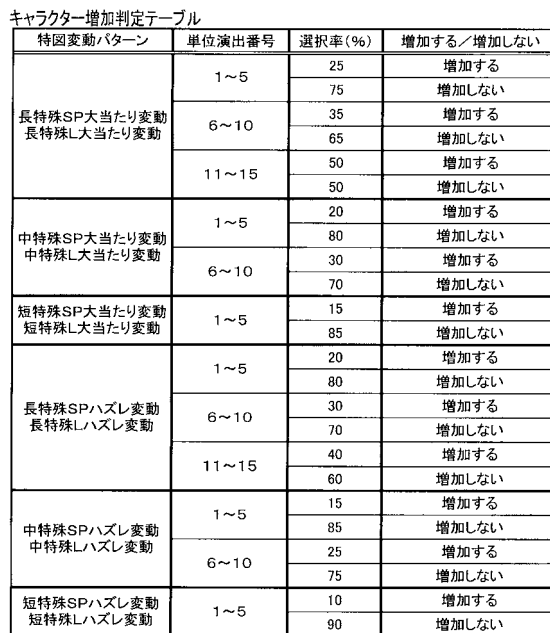 キャラクター増加判定テーブル
特図変動パターン 単位演出番号 選択率(%) 増加する／増加しない
長特殊SP大当たり変動
長特殊L大当たり変動
1～5
25 増加する
75 増加しない
6～10
35 増加する
65 増加しない
11～15
50 増加する
50 増加しない
中特殊SP大当たり変動
中特殊L大当たり変動
1～5
20 増加する
80 増加しない
6～10
30 増加する
70 増加しない
短特殊SP大当たり変動
短特殊L大当たり変動
1～5
15 増加する
85 増加しない
長特殊SPハズレ変動
長特殊Lハズレ変動
1～5
20 増加する
80 増加しない
6～10
30 増加する
70 増加しない
11～15
40 増加する
60 増加しない
中特殊SPハズレ変動
中特殊Lハズレ変動
1～5
15 増加する
85 増加しない
6～10
25 増加する
75 増加しない
短特殊SPハズレ変動
短特殊Lハズレ変動
1～5
10 増加する
90 増加しない